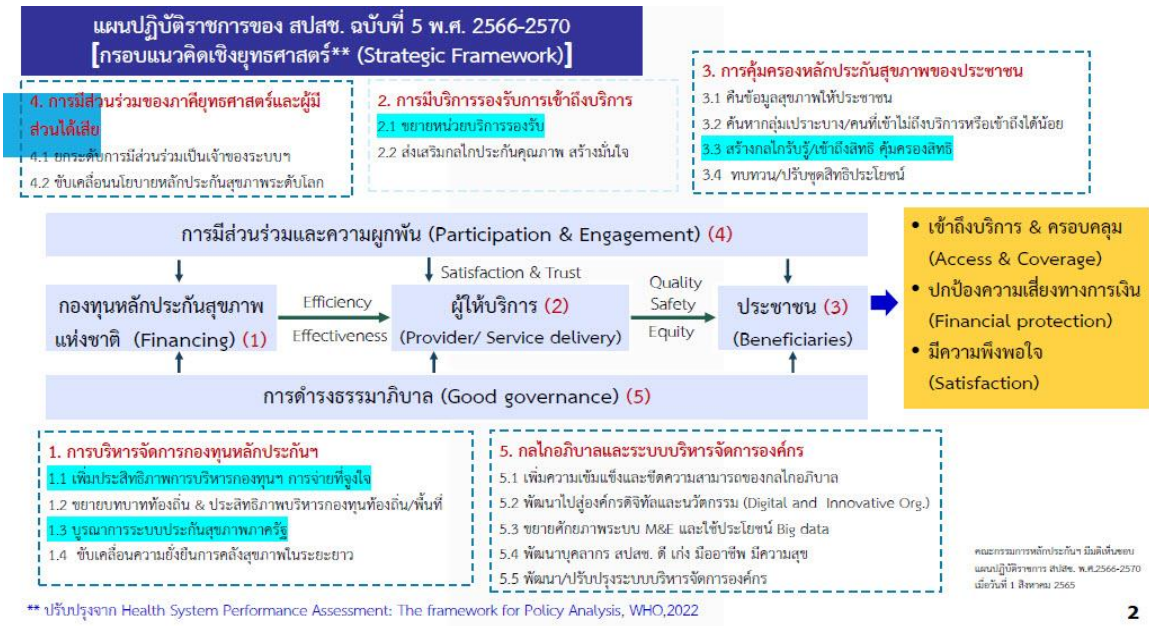 แผนปฏิบัติราชการของ สปสช. ฉบับที่ 5 พ.ศ. 2566-2570
[กรอบแนวคิดเชิงยุทธศาสตร์** (Strategic Framework)]
4. การมีส่วนร่วมของภาคียุทธศาสตร์และผู้มี
ส่วนได้เสีย
4.1 ยกระดับการมีส่วนร่วมเป็นเจ้าของระบบฯ
4.2 ขับเคลื่อนนโยบายหลักประกันสุขภาพระดับโลก
2. การมีบริการรองรับการเข้าถึงบริการ
2.1 ขยายหน่วยบริการรองรับ
2.2 ส่งเสริมกลไกประกันคุณภาพ สร้างมั่นใจ
3. การคุ้มครองหลักประกันสุขภาพของประชาชน
3.1 คืนข้อมูลสุขภาพให้ประชาชน
3.2 ค้นหากลุ่มเปราะบาง/คนที่เข้าไม่ถึงบริการหรือเข้าถึงได้น้อย
3.3 สร้างกลไกรับรู้/เข้าถึงสิทธิ คุ้มครองสิทธิ
3.4 ทบทวน/ปรับชุดสิทธิประโยชน์
การมีส่วนร่วมและความผูกพัน (Participation & Engagement) (4)
Satisfaction & Trust
กองทุนหลักประกันสุขภาพ
แห่งชาติ (Financing) (1)
Efficiency
Effectiveness
ผู้ให้บริการ (2)
(Provider/ Service delivery)
Quality
Safety
Equity
ประชาชน (3)
(Beneficiaries)
• เข้าถึงบริการ & ครอบคลุม
(Access & Coverage)
• ปกป้องความเสี่ยงทางการเงิน
(Financial protection)
• มีความพึงพอใจ
(Satisfaction)
การดำรงธรรมาภิบาล (Good governance) (5)
1. การบริหารจัดการกองทุนหลักประกันฯ
1.1 เพิ่มประสิทธิภาพการบริหารกองทุนฯ การจ่ายที่จูงใจ
1.2 ขยายบทบาทท้องถิ่น & ประสิทธิภาพบริหารกองทุนท้องถิ่น/พื้นที่
1.3 บูรณาการระบบประกันสุขภาพภาครัฐ
1.4 ขับเคลื่อนความยั่งยืนการคลังสุขภาพในระยะยาว
5. กลไกอภิบาลและระบบบริหารจัดการองค์กร
5.1 เพิ่มความเข้มแข็งและขีดความสามารถของกลไกอภิบาล
5.2 พัฒนาไปสู่องค์กรดิจิทัลและนวัตกรรม (Digital and Innovative Org.)
5.3 ขยายศักยภาพระบบ M&E และใช้ประโยชน์ Big data
5.4 พัฒนาบุคลากร สปสช. ดี เก่ง มืออาชีพ มีความสุข
5.5 พัฒนา/ปรับปรุงระบบบริหารจัดการองค์กร
คณะกรรมการหลักประกันฯ มีมติเห็นชอบ
แผนปฏิบัติราชการ สปสช. พ.ศ.2566-2570
เมื่อวันที่ 1 สิงหาคม 2565
** ปรับปรุงจาก Health System Performance Assessment: The framework for Policy Analysis, WHO,2022
2